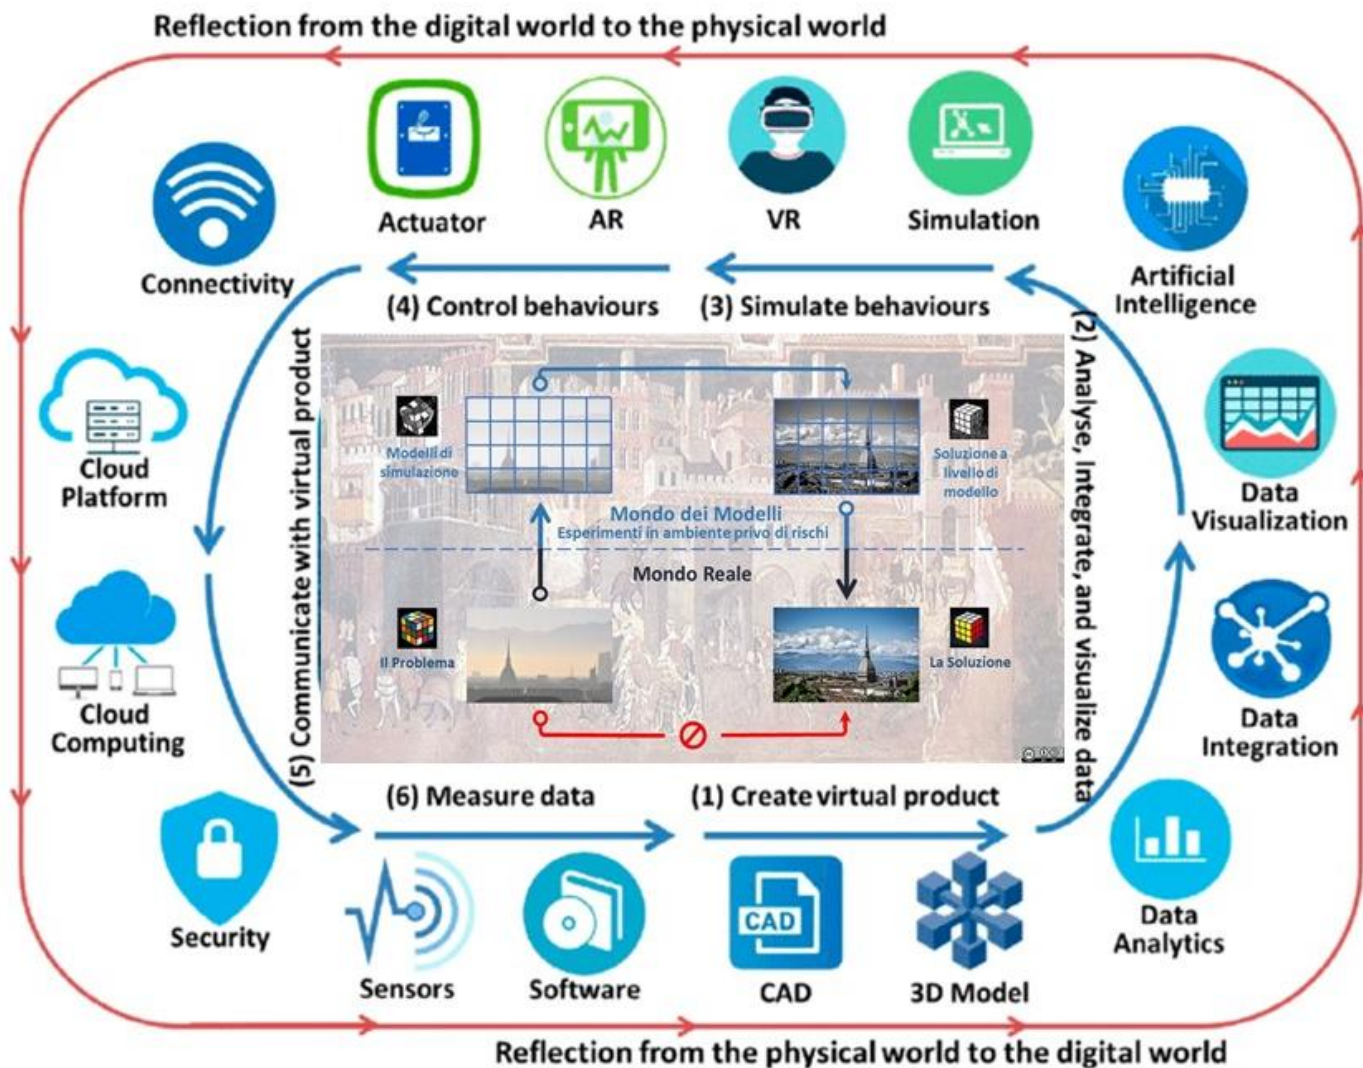 Reflection from the digital world to the physical world
Actuator
AR
VR
Simulation
Connectivity
Artificial
Intelligence
(4) Control behaviours
(3) Simulate behaviours
(5) Communicate with virtual product
(2) Analyse, Integrate, and visualize data
Cloud
Platform
Data
Visualization
Modelli di
simulazione
Soluzione a
livello di
modello
Mondo dei Modelli
Esperimenti in ambiente privo di rischi
Mondo Reale
Il Problema
La Soluzione
Cloud
Computing
Data
Integration
(6) Measure data
(1) Create virtual product
Security
Sensors
Software
CAD
CAD
3D Model
Data
Analytics
Reflection from the physical world to the digital world